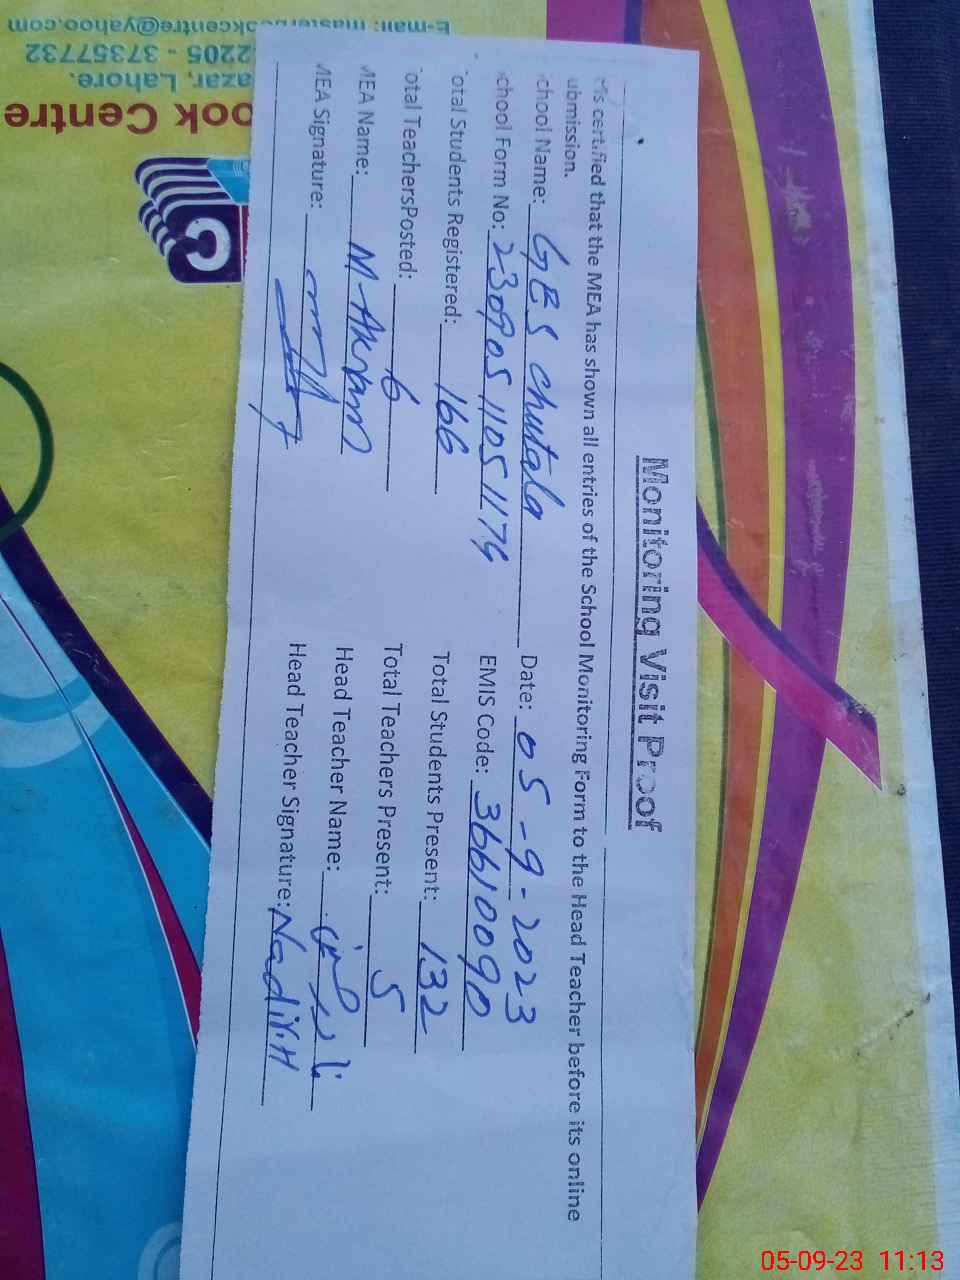 Monitoring Visit Proof
certified that the MEA has shown all entries of the School Monitoring Form to the Head Teacher before its online
ubmission.
chool Name: GES chutala Date: 05-9-2023
chool Form No: EMIS Code: 36610090
otal Students Registered: 166 Total Students Present: 132
otal TeachersPosted: 6 Total Teachers Present: 5
MEA Name: M-Akram Head Teacher Name:
MEA Signature: Head Teacher Signature:
E-mail: okcentre@yahoo.com
2205 - 37357732
azar, Lahore.
ook Centre
C
05-09-23 11:13